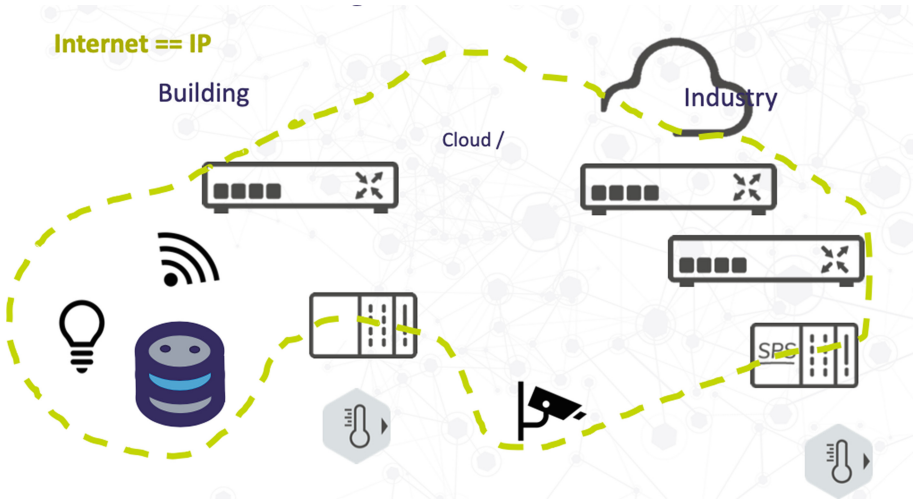 Internet == IP
Building
Industry
Cloud /
SPS